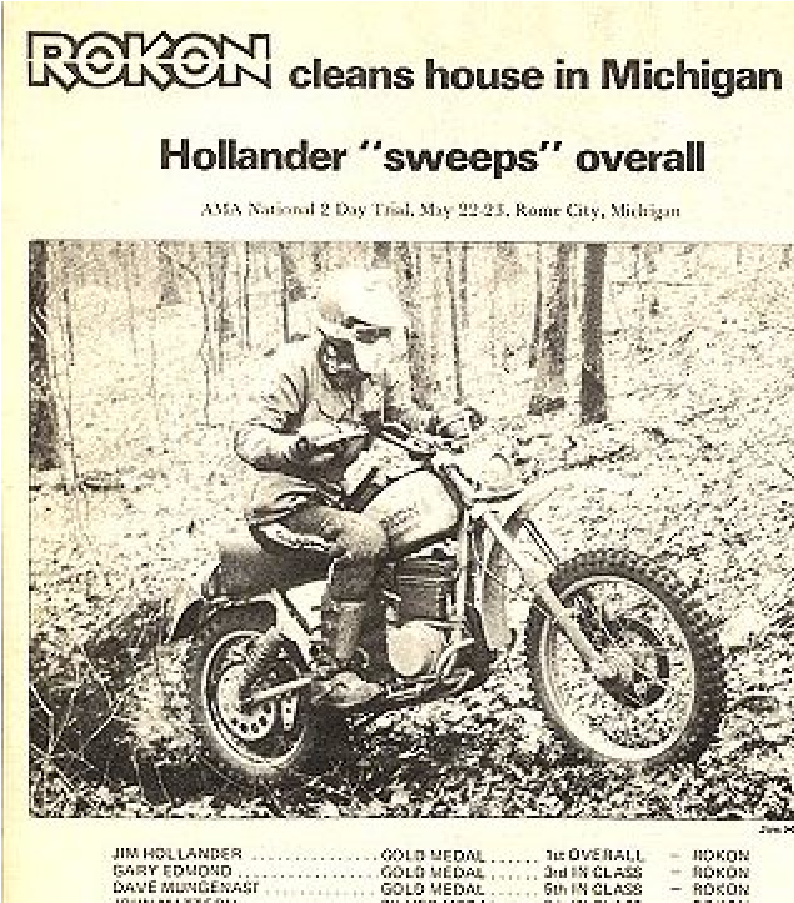 ROKON cleans house in Michigan
Hollander "sweeps" overall
AMA National 2 Day Trial, May 22-23, Rome City, Michigan
JIM HOLLANDER ................ GOLD MEDAL ...... 1st OVERALL – ROKON
GARY EDMOND ................. GOLD MEDAL ...... 3rd IN CLASS – ROKON
DAVE MUNGENAST ............. GOLD MEDAL ...... 5th IN CLASS – ROKON